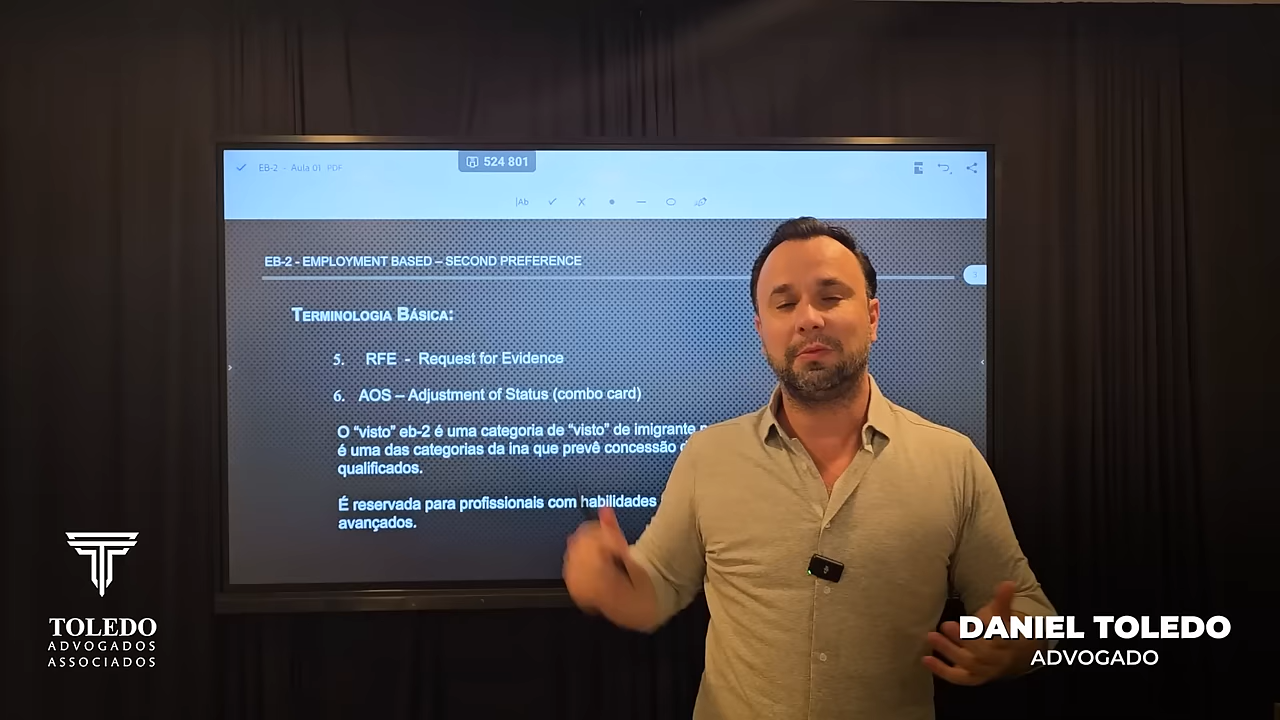 EB-2 - Aula 01 PDF
524 801
|Ab
EB-2 - EMPLOYMENT BASED – SECOND PREFERENCE
3
TERMINOLOGIA BÁSICA:
5. RFE - Request for Evidence
6. AOS – Adjustment of Status (combo card)
O “visto” eb-2 é uma categoria de “visto” de imigrante
é uma das categorias da ina que prevê concessão
qualificados.
É reservada para profissionais com habilidades
avançados.
TOLEDO
ADVOGADOS
ASSOCIADOS
DANIEL TOLEDO
ADVOGADO